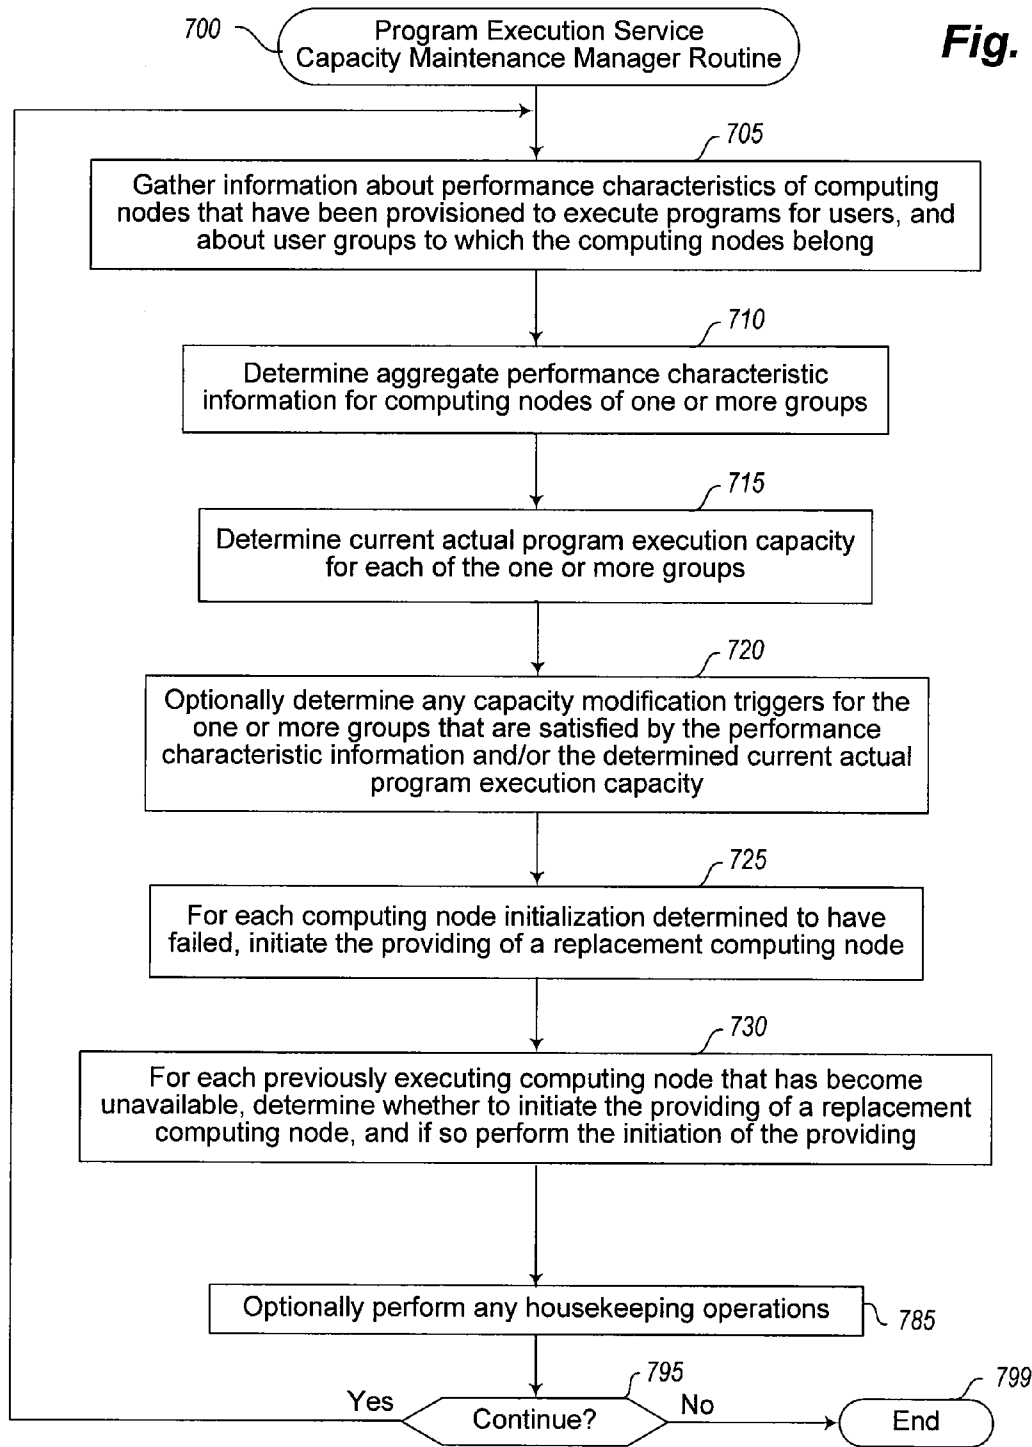 700
Program Execution Service
Capacity Maintenance Manager Routine
Fig.
705
Gather information about performance characteristics of computing
nodes that have been provisioned to execute programs for users, and
about user groups to which the computing nodes belong
710
Determine aggregate performance characteristic
information for computing nodes of one or more groups
715
Determine current actual program execution capacity
for each of the one or more groups
720
Optionally determine any capacity modification triggers for the
one or more groups that are satisfied by the performance
characteristic information and/or the determined current actual
program execution capacity
725
For each computing node initialization determined to have
failed, initiate the providing of a replacement computing node
730
For each previously executing computing node that has become
unavailable, determine whether to initiate the providing of a replacement
computing node, and if so perform the initiation of the providing
Optionally perform any housekeeping operations
785
795
Yes
Continue?
No
799
End